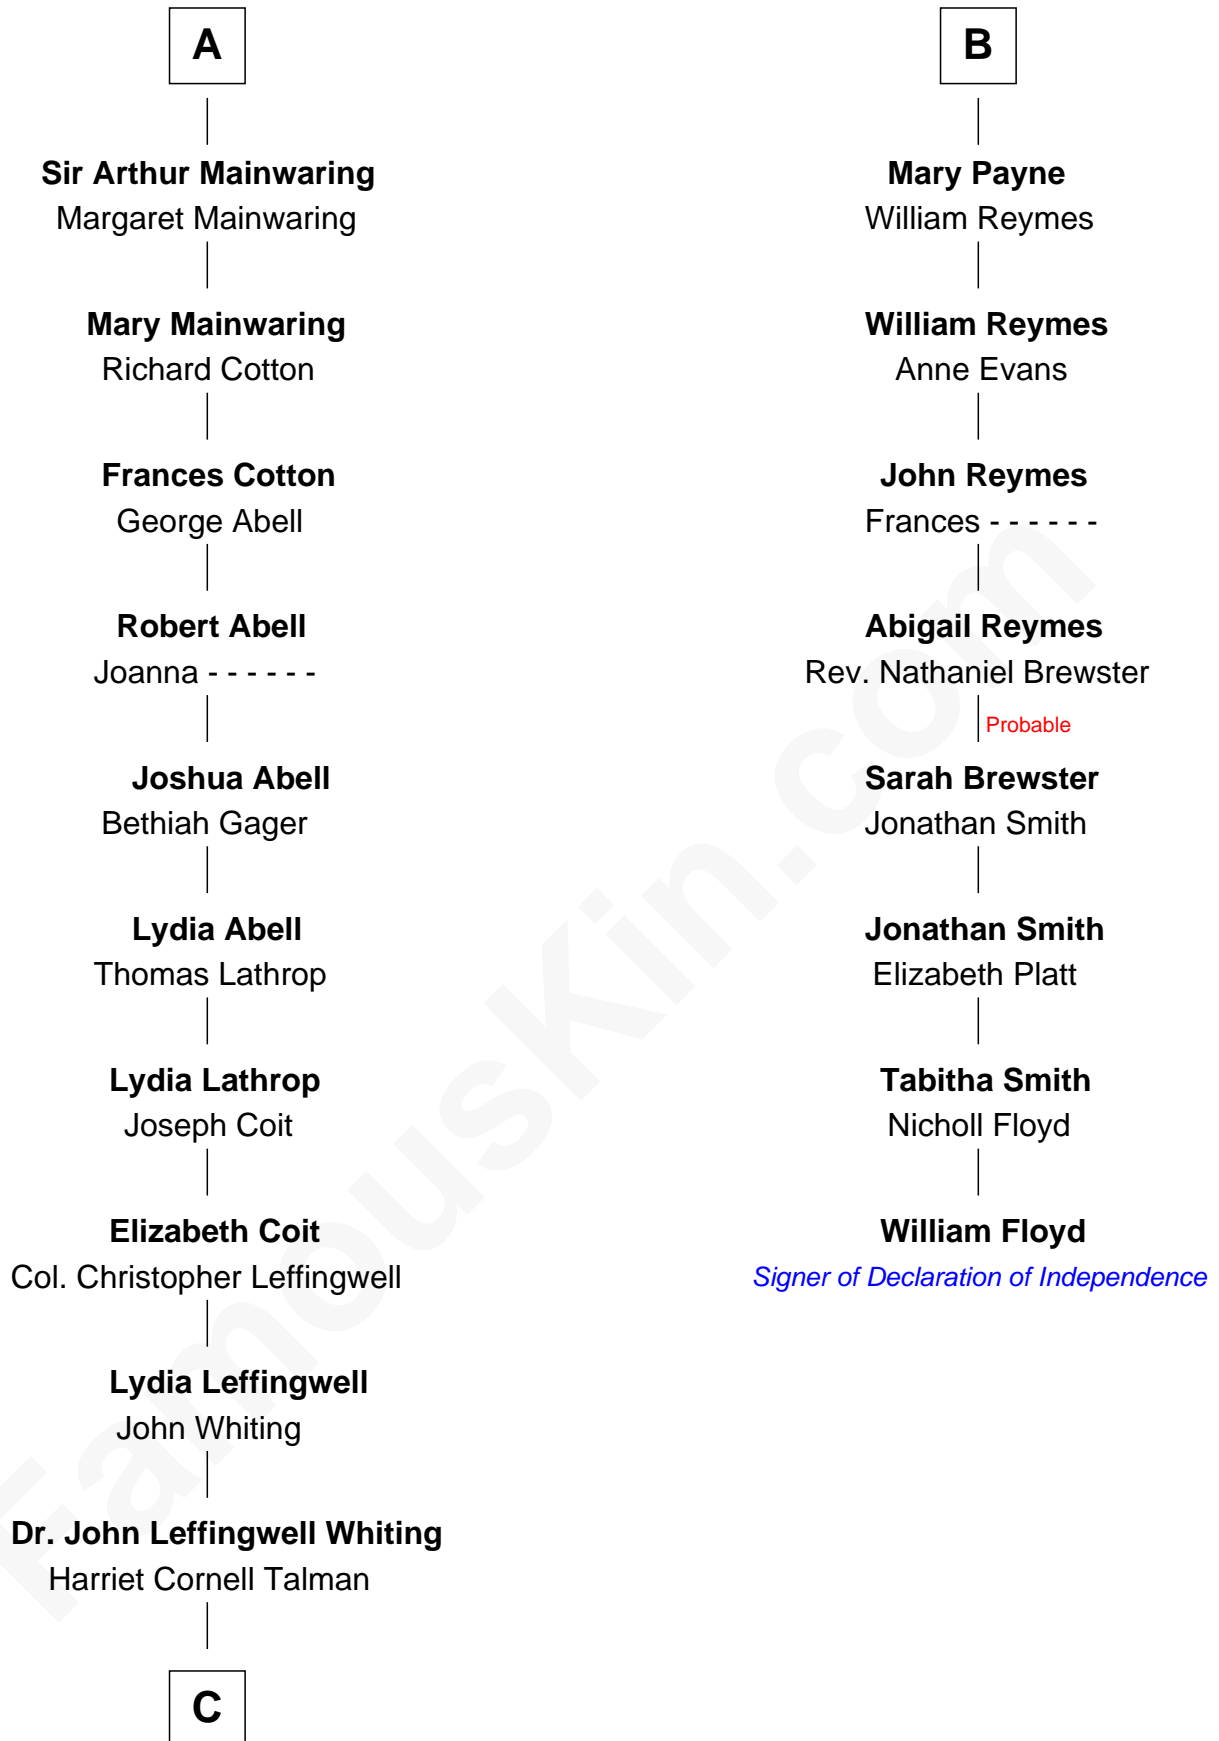 A
Sir Arthur Mainwaring
Margaret Mainwaring
Mary Mainwaring
Richard Cotton
Frances Cotton
George Abell
Robert Abell
Joanna - - - - - -
Joshua Abell
Bethiah Gager
Lydia Abell
Thomas Lathrop
Lydia Lathrop
Joseph Coit
Elizabeth Coit
Col. Christopher Leffingwell
Lydia Leffingwell
John Whiting
Dr. John Leffingwell Whiting
Harriet Cornell Talman
C
B
Mary Payne
William Reymes
William Reymes
Anne Evans
John Reymes
Frances - - - - - -
Abigail Reymes
Rev. Nathaniel Brewster
Probable
Sarah Brewster
Jonathan Smith
Jonathan Smith
Elizabeth Platt
Tabitha Smith
Nicholl Floyd
William Floyd
Signer of Declaration of Independence
FamousKin.com